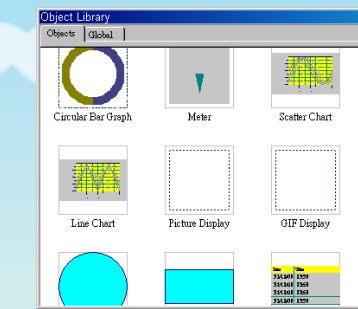 Object Library
Objects Global
Circular Bar Graph Meter Scatter Chart
Line Chart Picture Display GIF Display